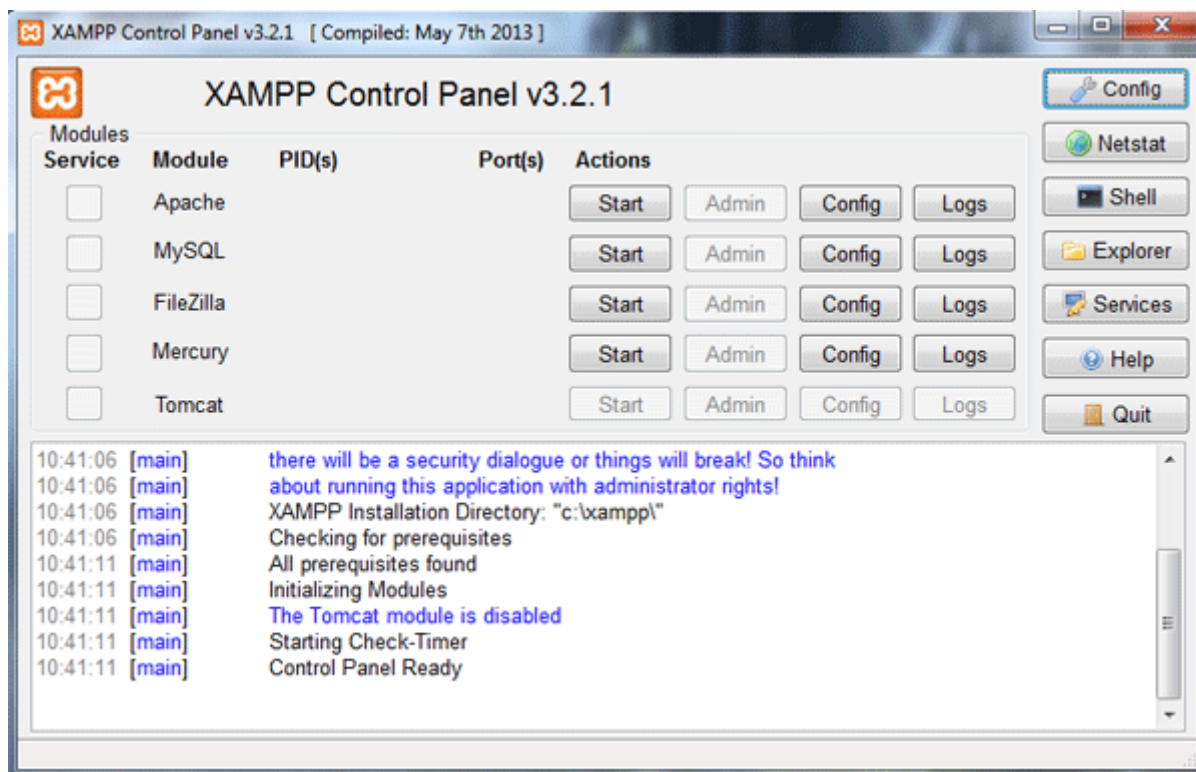 XAMPP Control Panel v3.2.1 [ Compiled: May 7th 2013 ]
XAMPP Control Panel v3.2.1
Config
Modules
Service Module PID(s) Port(s) Actions
Netstat
Apache Start Admin Config Logs
Shell
MySQL Start Admin Config Logs
Explorer
FileZilla Start Admin Config Logs
Services
Mercury Start Admin Config Logs
Help
Tomcat Start Admin Config Logs
Quit
10:41:06 [main] there will be a security dialogue or things will break! So think
10:41:06 [main] about running this application with administrator rights!
10:41:06 [main] XAMPP Installation Directory: "c:\xampp\"
10:41:06 [main] Checking for prerequisites
10:41:11 [main] All prerequisites found
10:41:11 [main] Initializing Modules
10:41:11 [main] The Tomcat module is disabled
10:41:11 [main] Starting Check-Timer
10:41:11 [main] Control Panel Ready